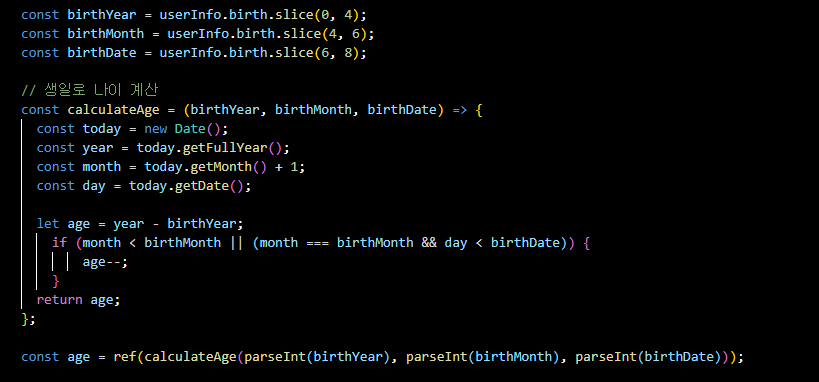 const birthYear = userInfo.birth.slice(0, 4);
const birthMonth = userInfo.birth.slice(4, 6);
const birthDate = userInfo.birth.slice(6, 8);
// 생일로 나이 계산
const calculateAge = (birthYear, birthMonth, birthDate) => {
const today = new Date();
const year = today.getFullYear();
const month = today.getMonth() + 1;
const day = today.getDate();
let age = year - birthYear;
if (month < birthMonth || (month === birthMonth && day < birthDate)) {
age--;
}
return age;
};
const age = ref(calculateAge(parseInt(birthYear), parseInt(birthMonth), parseInt(birthDate)));